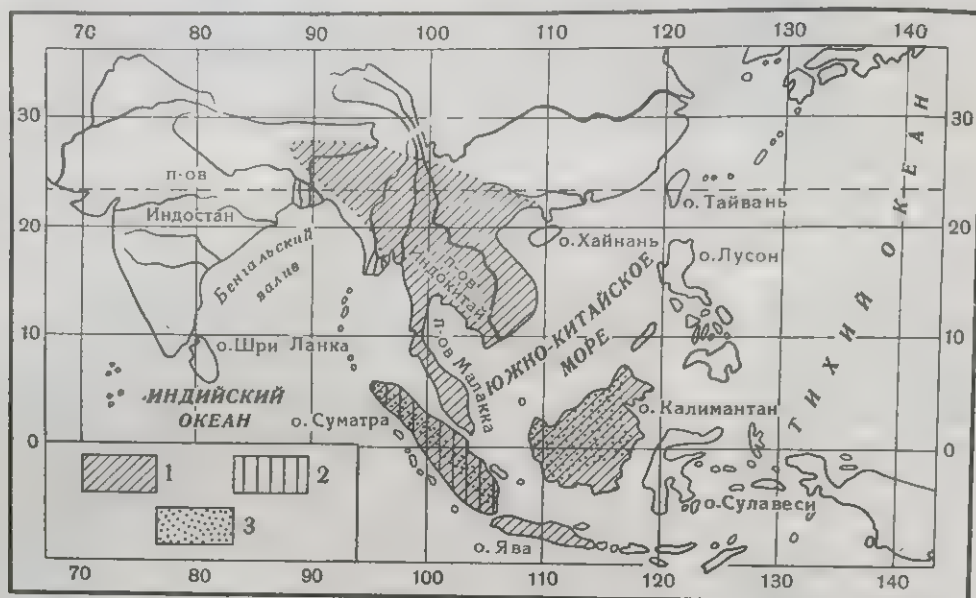 70 80 90 100 110 120 130 140
30 30
п-ов
Индостан
о.Тайвань
20 20
о.Хайнань
о.Лусон
Бенгальский
залив
п-ов
Индокитай
10 10
о.Шри Ланка
п-ов Малакка
ЮЖНО-КИТАЙСКОЕ
МОРЕ
ТИХИЙ ОКЕАН
ИНДИЙСКИЙ
ОКЕАН
о.Суматра
о.Калимантан
0 0
1 2
3
о.Сулавеси
о.Ява
70 80 90 100 110 120 130 140